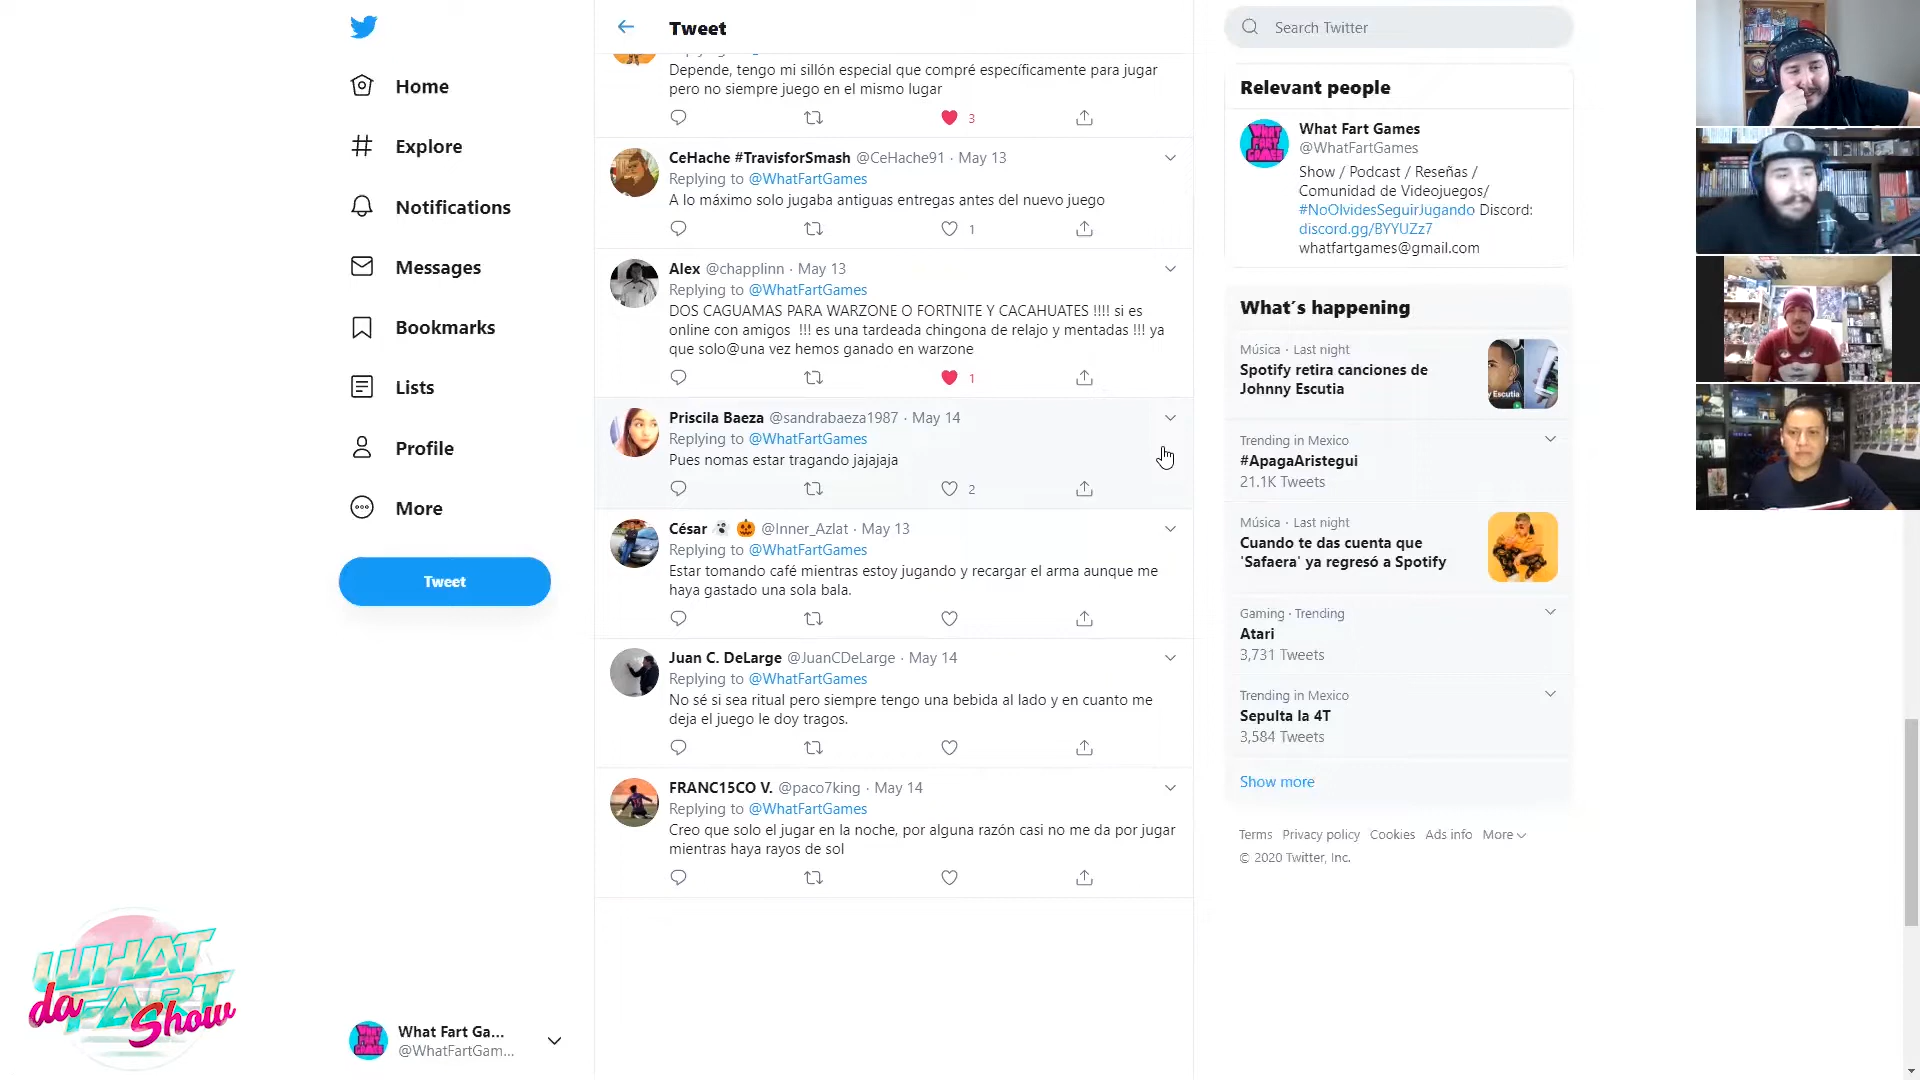 Tweet
Home
Explore
Notifications
Messages
Bookmarks
Lists
Profile
More
Tweet
What Fart Ga...
@WhatFartGam...
WHAT
da FART
Show
Depende, tengo mi sillón especial que compré específicamente para jugar
pero no siempre juego en el mismo lugar
3
CeHache #TravisforSmash @CeHache91 · May 13
Replying to @WhatFartGames
A lo máximo solo jugaba antiguas entregas antes del nuevo juego
1
Alex @chapplinn · May 13
Replying to @WhatFartGames
DOS CAGUAMAS PARA WARZONE O FORTNITE Y CACAHUATES !!!! si es
online con amigos !!! es una tardeada chingona de relajo y mentadas !!! ya
que solo@una vez hemos ganado en warzone
1
Priscila Baeza @sandrabaeza1987 · May 14
Replying to @WhatFartGames
Pues nomas estar tragando jajajaja
2
César 👻 🎃 @Inner_Azlat · May 13
Replying to @WhatFartGames
Estar tomando café mientras estoy jugando y recargar el arma aunque me
haya gastado una sola bala.
Juan C. DeLarge @JuanCDeLarge · May 14
Replying to @WhatFartGames
No sé si sea ritual pero siempre tengo una bebida al lado y en cuanto me
deja el juego le doy tragos.
FRANC15CO V. @paco7king · May 14
Replying to @WhatFartGames
Creo que solo el jugar en la noche, por alguna razón casi no me da por jugar
mientras haya rayos de sol
Search Twitter
Relevant people
What Fart Games
@WhatFartGames
Show / Podcast / Reseñas /
Comunidad de Videojuegos/
#NoOlvidesSeguirJugando Discord:
discord.gg/BYYUZz7
whatfartgames@gmail.com
What's happening
Música · Last night
Spotify retira canciones de
Johnny Escutia
Trending in Mexico
#ApagaAristegui
21.1K Tweets
Música · Last night
Cuando te das cuenta que
'Safaera' ya regresó a Spotify
Gaming · Trending
Atari
3,731 Tweets
Trending in Mexico
Sepulta la 4T
3,584 Tweets
Show more
Terms Privacy policy Cookies Ads info More
© 2020 Twitter, Inc.